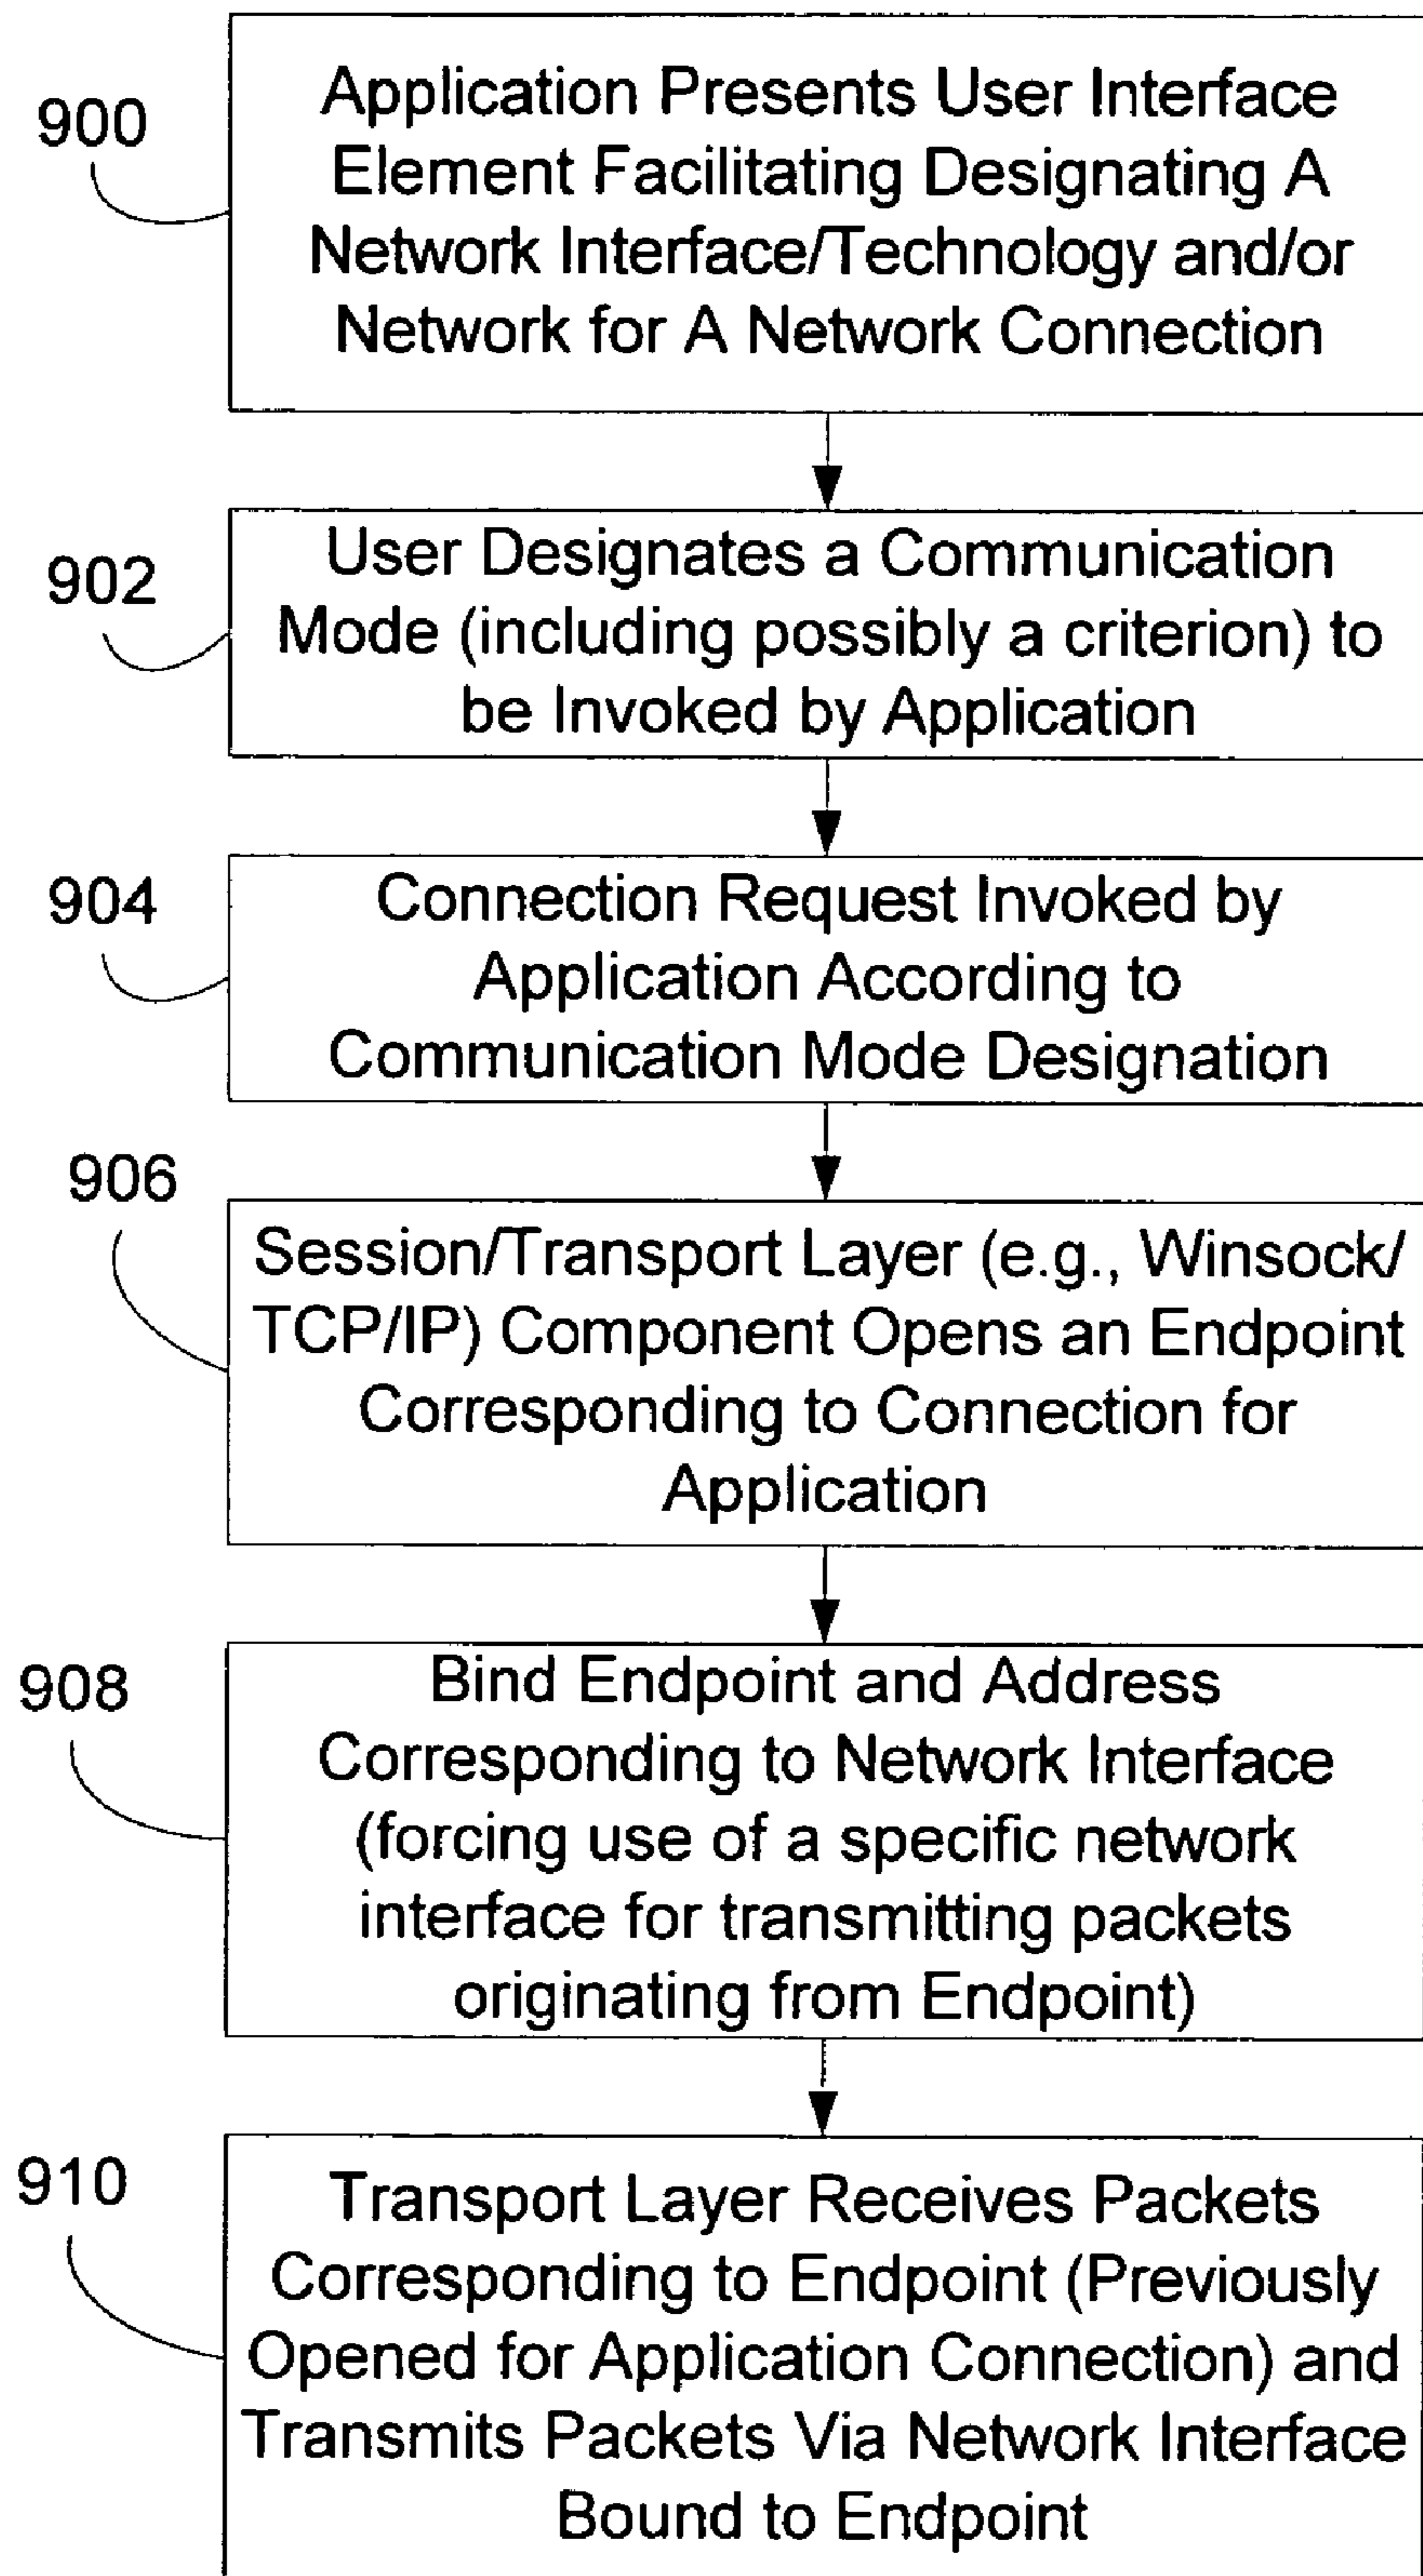 900
Application Presents User Interface
Element Facilitating Designating A
Network Interface/Technology and/or
Network for A Network Connection
902
User Designates a Communication
Mode (including possibly a criterion) to
be Invoked by Application
904
Connection Request Invoked by
Application According to
Communication Mode Designation
906
Session/Transport Layer (e.g., Winsock/
TCP/IP) Component Opens an Endpoint
Corresponding to Connection for
Application
908
Bind Endpoint and Address
Corresponding to Network Interface
(forcing use of a specific network
interface for transmitting packets
originating from Endpoint)
910
Transport Layer Receives Packets
Corresponding to Endpoint (Previously
Opened for Application Connection) and
Transmits Packets Via Network Interface
Bound to Endpoint